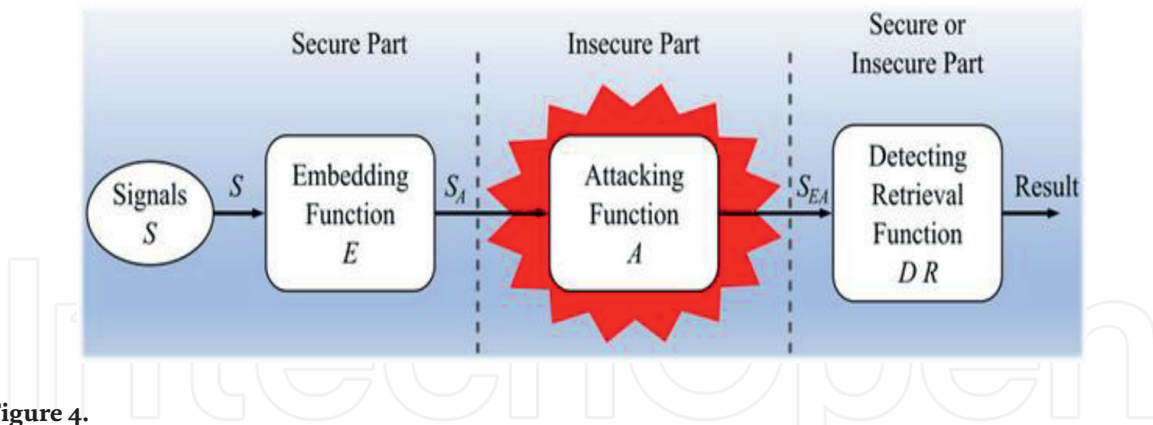 Secure Part
Insecure Part
Secure or
Insecure Part
Signals
S
S
Embedding
Function
E
S_A
Attacking
Function
A
S_EA
Detecting
Retrieval
Function
D R
Result
IntechOpen
igure 4.